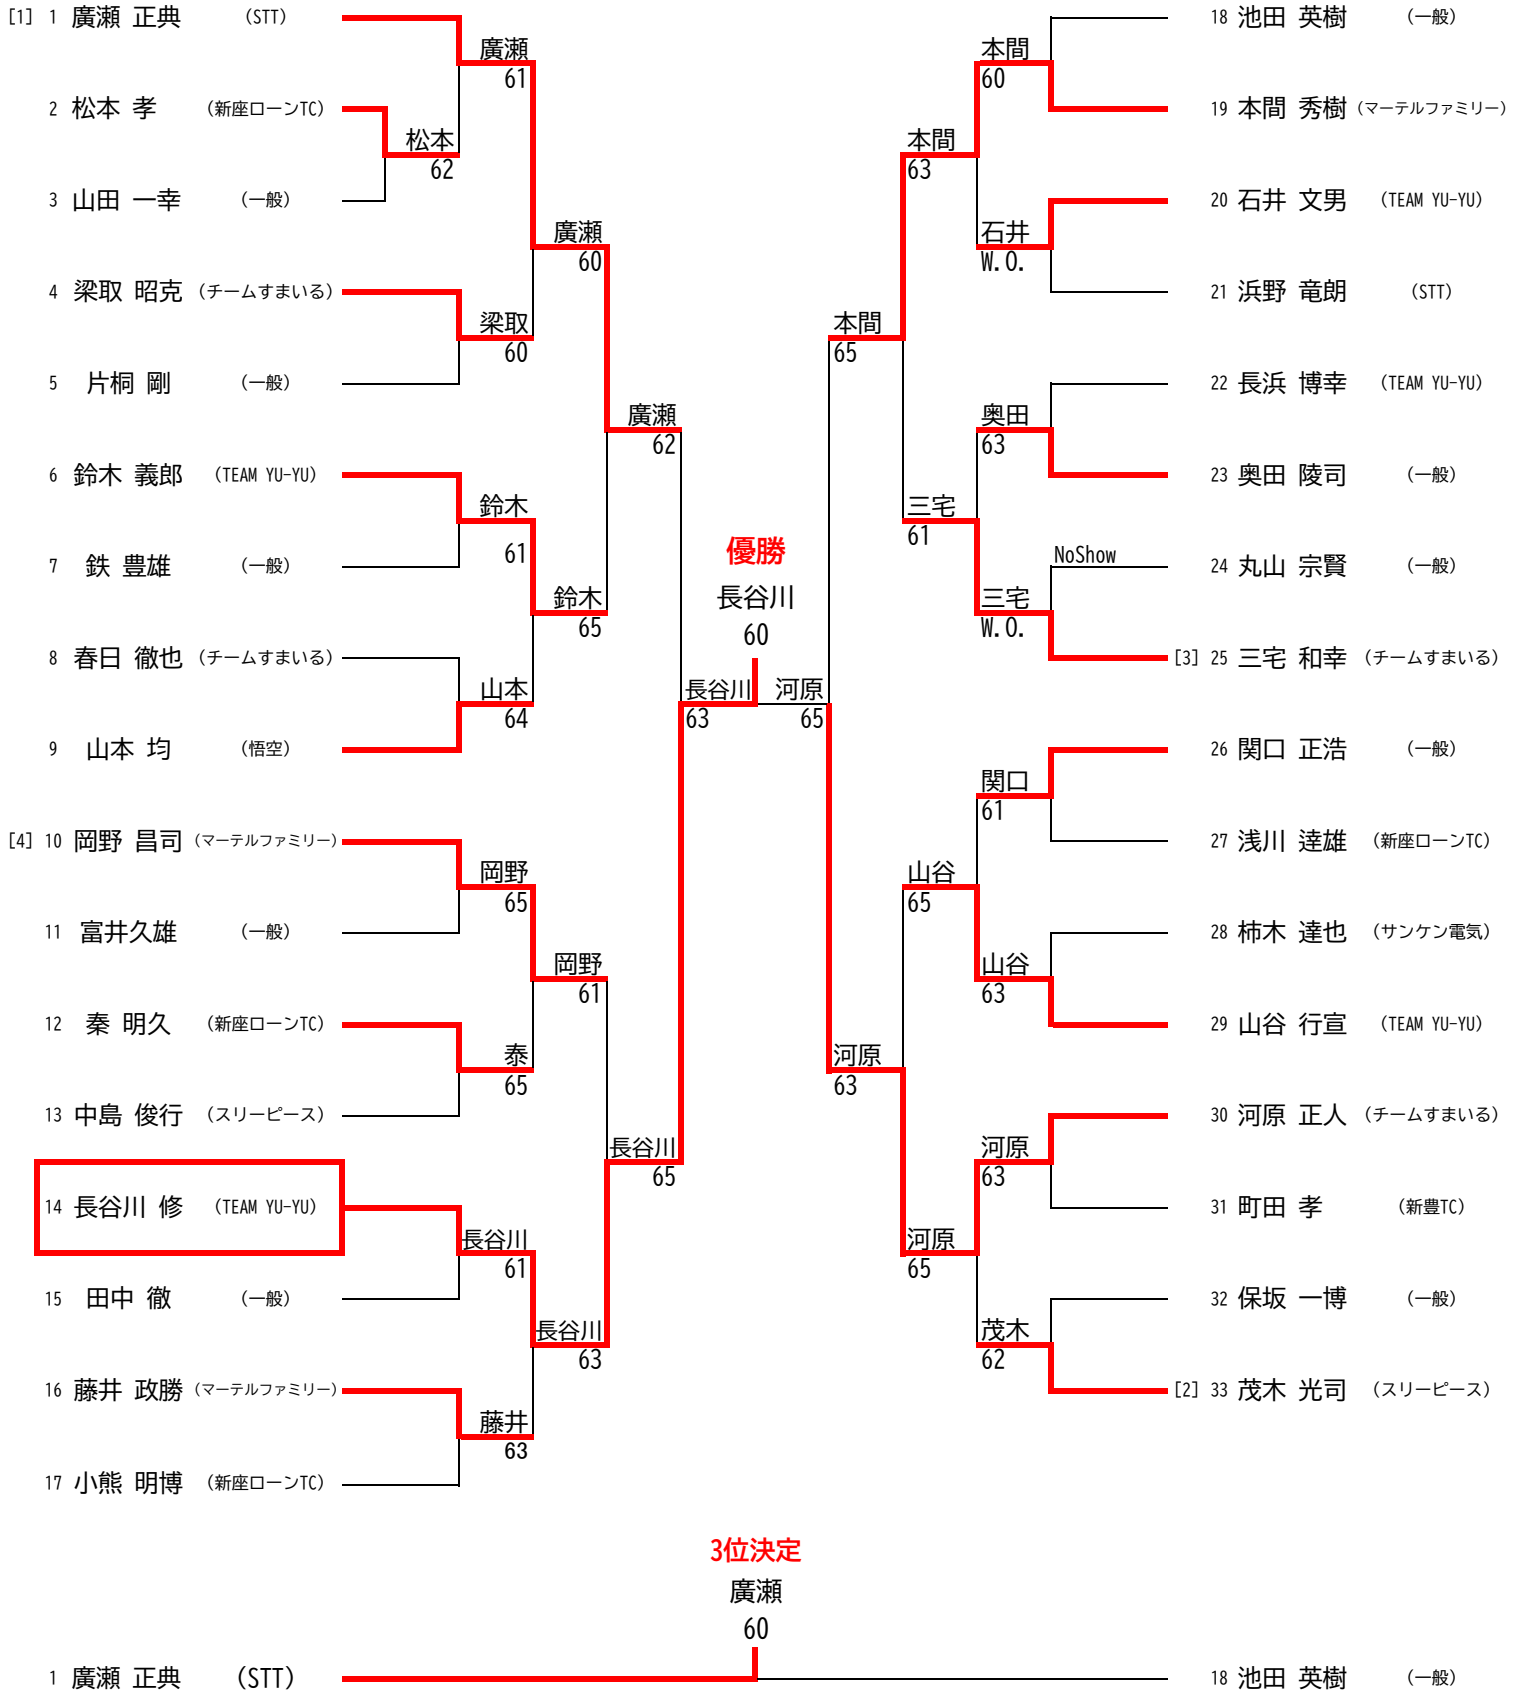 [1] 1 廣瀬 正典 (STT)
2 松本 孝 (新座ローンTC)
3 山田 一幸 (一般)
4 梁取 昭克 (チームすまいる)
5 片桐 剛 (一般)
6 鈴木 義郎 (TEAM YU-YU)
7 鉄 豊雄 (一般)
8 春日 徹也 (チームすまいる)
9 山本 均 (悟空)
[4] 10 岡野 昌司 (マーテルファミリー)
11 富井久雄 (一般)
12 秦 明久 (新座ローンTC)
13 中島 俊行 (スリーピース)
14 長谷川 修 (TEAM YU-YU)
15 田中 徹 (一般)
16 藤井 政勝 (マーテルファミリー)
17 小熊 明博 (新座ローンTC)
松本
62
廣瀬
61
梁取
60
鈴木
61
山本
64
岡野
65
泰
65
長谷川
61
藤井
63
廣瀬
60
鈴木
65
岡野
61
長谷川
63
廣瀬
62
長谷川
65
長谷川
63
優勝
長谷川
60
河原
65
本間
65
河原
63
本間
63
三宅
61
山谷
65
河原
65
本間
60
石井
W.O.
奥田
63
NoShow
三宅
W.O.
関口
61
山谷
63
河原
63
茂木
62
18 池田 英樹 (一般)
19 本間 秀樹 (マーテルファミリー)
20 石井 文男 (TEAM YU-YU)
21 浜野 竜朗 (STT)
22 長浜 博幸 (TEAM YU-YU)
23 奥田 陵司 (一般)
24 丸山 宗賢 (一般)
[3] 25 三宅 和幸 (チームすまいる)
26 関口 正浩 (一般)
27 浅川 達雄 (新座ローンTC)
28 柿木 達也 (サンケン電気)
29 山谷 行宣 (TEAM YU-YU)
30 河原 正人 (チームすまいる)
31 町田 孝 (新豊TC)
32 保坂 一博 (一般)
[2] 33 茂木 光司 (スリーピース)
3位決定
廣瀬
60
1 廣瀬 正典 (STT)
18 池田 英樹 (一般)